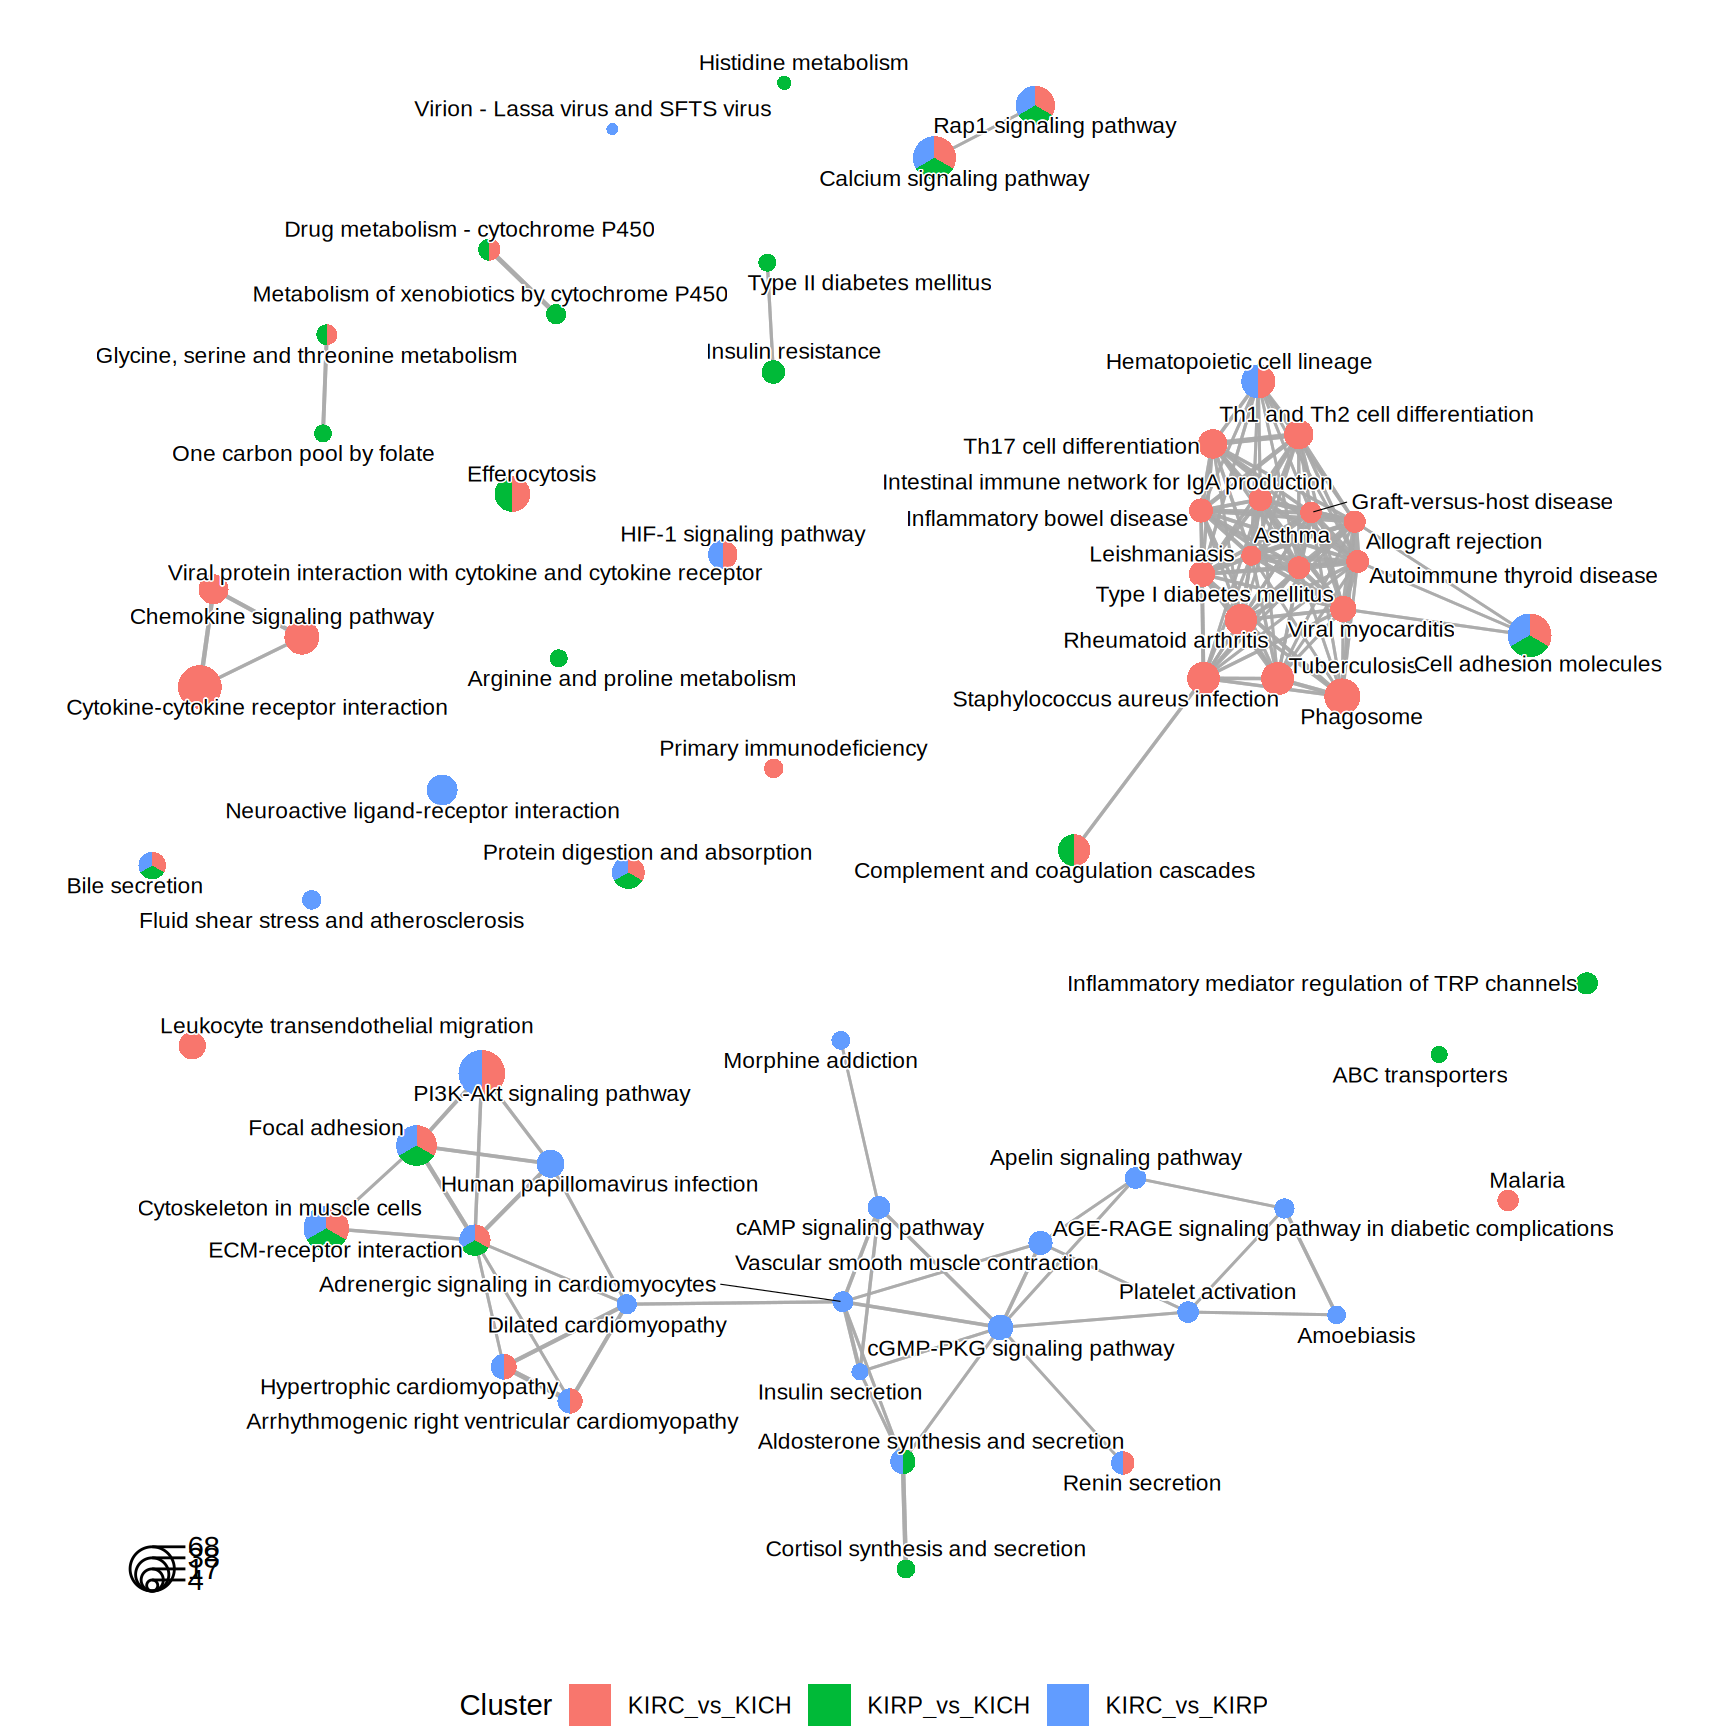 Histidine metabolism
Virion - Lassa virus and SFTS virus
Rap1 signaling pathway
Calcium signaling pathway
Drug metabolism - cytochrome P450
Type II diabetes mellitus
Metabolism of xenobiotics by cytochrome P450
Insulin resistance
Glycine, serine and threonine metabolism
Hematopoietic cell lineage
Th1 and Th2 cell differentiation
Th17 cell differentiation
One carbon pool by folate
Efferocytosis
Intestinal immune network for IgA production
Graft-versus-host disease
Inflammatory bowel disease
HIF-1 signaling pathway
Asthma
Allograft rejection
Leishmaniasis
Viral protein interaction with cytokine and cytokine receptor
Autoimmune thyroid disease
Type I diabetes mellitus
Chemokine signaling pathway
Viral myocarditis
Rheumatoid arthritis
Tuberculosis
Cell adhesion molecules
Arginine and proline metabolism
Staphylococcus aureus infection
Cytokine-cytokine receptor interaction
Phagosome
Primary immunodeficiency
Neuroactive ligand-receptor interaction
Protein digestion and absorption
Complement and coagulation cascades
Bile secretion
Fluid shear stress and atherosclerosis
Inflammatory mediator regulation of TRP channels
Leukocyte transendothelial migration
Morphine addiction
ABC transporters
PI3K-Akt signaling pathway
Focal adhesion
Apelin signaling pathway
Malaria
Human papillomavirus infection
Cytoskeleton in muscle cells
cAMP signaling pathway
AGE-RAGE signaling pathway in diabetic complications
ECM-receptor interaction
Vascular smooth muscle contraction
Adrenergic signaling in cardiomyocytes
Platelet activation
Dilated cardiomyopathy
Amoebiasis
cGMP-PKG signaling pathway
Hypertrophic cardiomyopathy
Insulin secretion
Arrhythmogenic right ventricular cardiomyopathy
Aldosterone synthesis and secretion
Renin secretion
Cortisol synthesis and secretion
68
17
4
Cluster KIRC_vs_KICH KIRP_vs_KICH KIRC_vs_KIRP